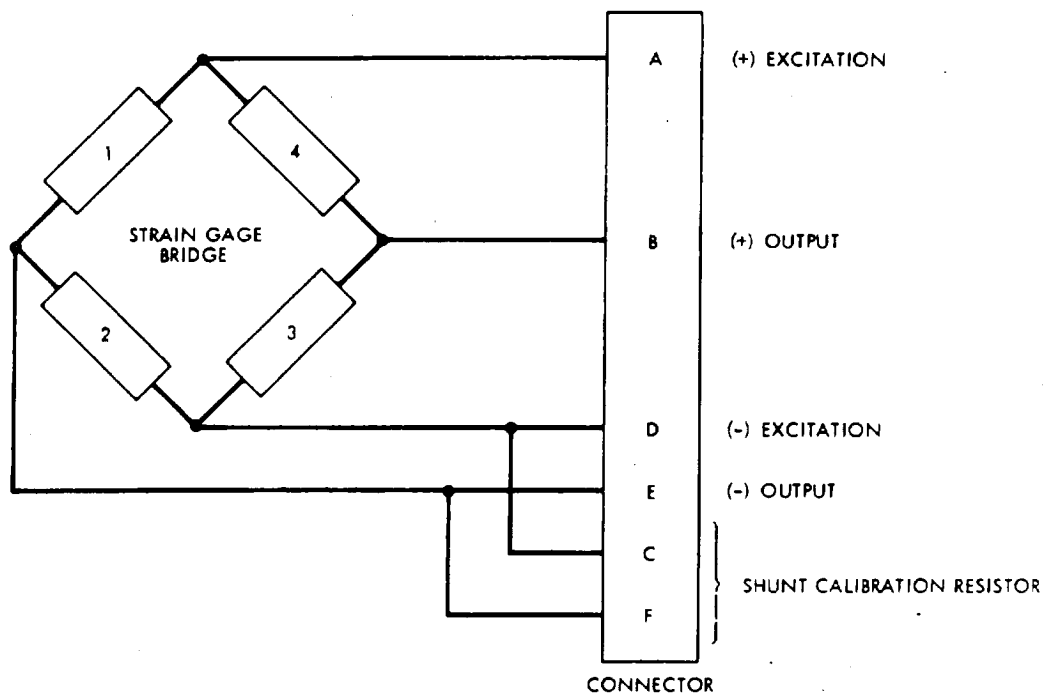 A (+) EXCITATION
1
4
STRAIN GAGE
BRIDGE
B (+) OUTPUT
2
3
D (-) EXCITATION
E (-) OUTPUT
C
SHUNT CALIBRATION RESISTOR
F
CONNECTOR